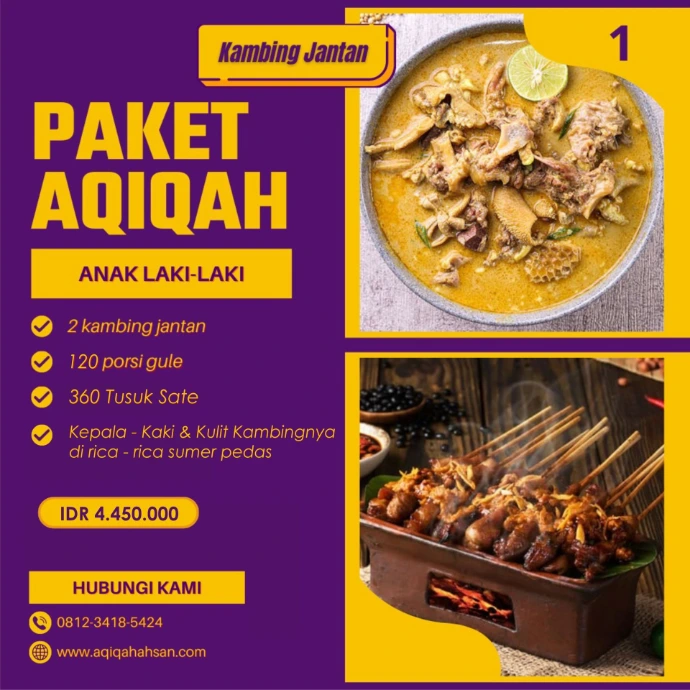 Kambing Jantan
1
PAKET
AQIQAH
ANAK LAKI-LAKI
2 kambing jantan
120 porsi gule
360 Tusuk Sate
Kepala - Kaki & Kulit Kambingnya
di rica - rica sumer pedas
IDR 4.450.000
HUBUNGI KAMI
0812-3418-5424
www.aqiqahahsan.com